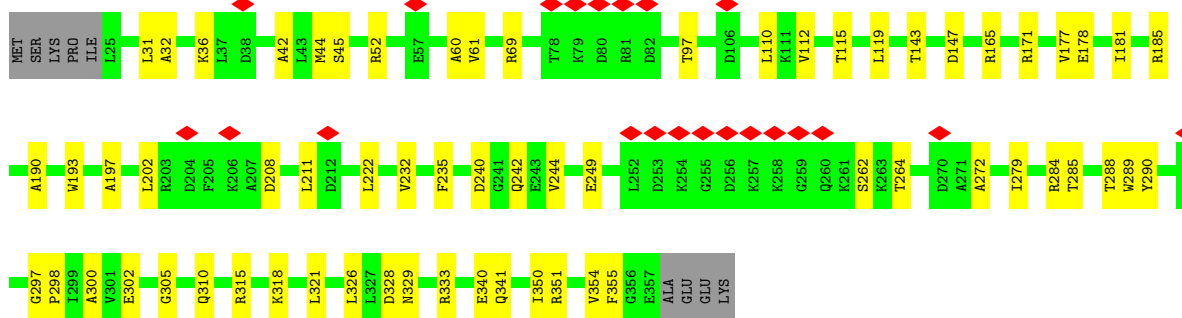 MET SER LYS PRO ILE L25 L31 A32 K36 L37 D38 A42 L43 M44 S45 R52 E57 A60 V61 R69 T78 K79 D80 R81 D82 T97 D106 L110 K111 V112 T115 L119 T143 D147 R165 R171 V177 E178 I181 R185
A190 W193 A197 L202 R203 D204 F205 K206 A207 D208 L211 D212 L222 V232 F235 D240 G241 Q242 E243 V244 E249 L252 D253 K254 G255 D256 K257 K258 G259 Q260 K261 S262 K263 T264 D270 A271 A272 I279 R284 T285 T288 W289 Y290
G297 P298 I299 A300 V301 E302 G305 Q310 R315 K318 L321 L326 L327 D328 N329 R333 E340 Q341 I350 R351 V354 F355 G356 E357 ALA GLU GLU LYS